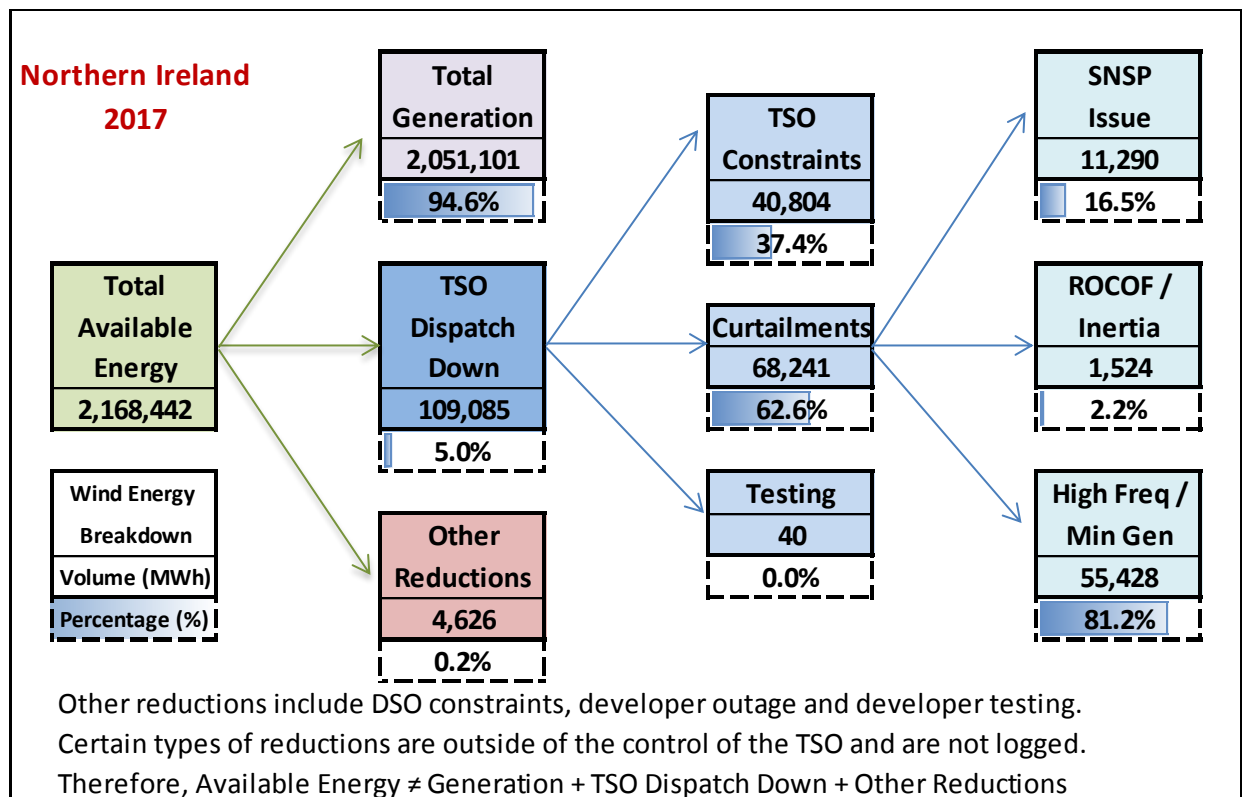 Northern Ireland
2017
Total
Generation
2,051,101
94.6%
TSO
Constraints
40,804
37.4%
SNSP
Issue
11,290
16.5%
Total
Available
Energy
2,168,442
TSO
Dispatch
Down
109,085
5.0%
Curtailments
68,241
62.6%
ROCOF /
Inertia
1,524
2.2%
Wind Energy
Breakdown
Volume (MWh)
Percentage (%)
Other
Reductions
4,626
0.2%
Testing
40
0.0%
High Freq /
Min Gen
55,428
81.2%
Other reductions include DSO constraints, developer outage and developer testing.
Certain types of reductions are outside of the control of the TSO and are not logged.
Therefore, Available Energy ≠ Generation + TSO Dispatch Down + Other Reductions